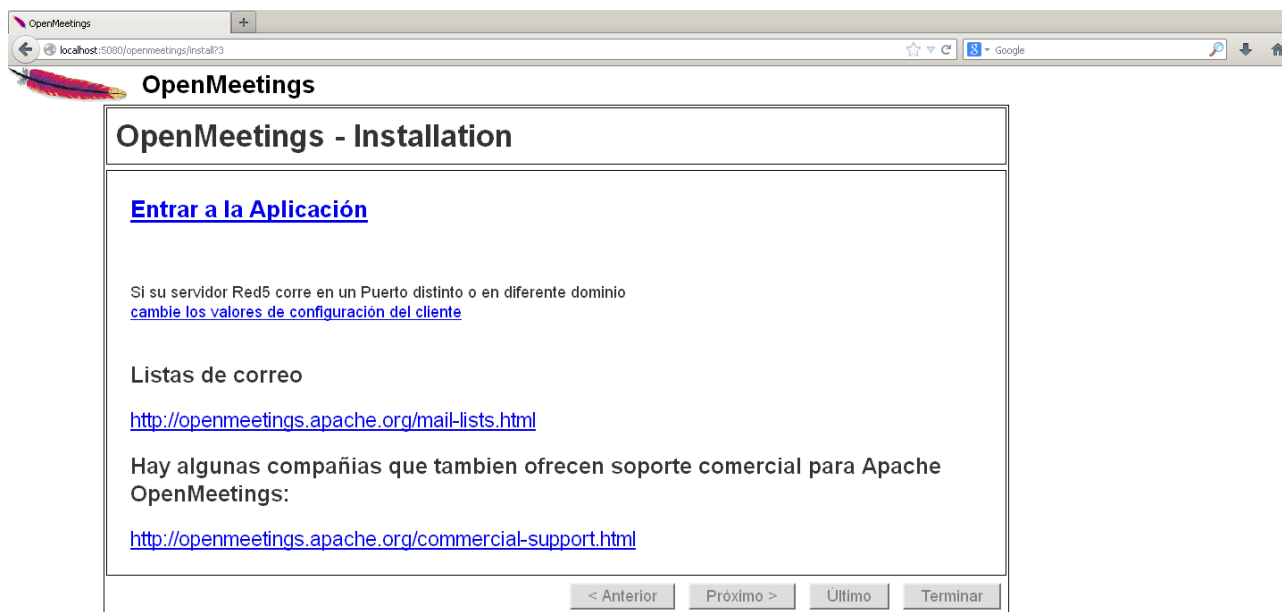 OpenMeetings
+
localhost:5080/openmeetings/install?3
8 Google
OpenMeetings
OpenMeetings - Installation
Entrar a la Aplicación
Si su servidor Red5 corre en un Puerto distinto o en diferente dominio
cambie los valores de configuración del cliente
Listas de correo
http://openmeetings.apache.org/mail-lists.html
Hay algunas compañias que tambien ofrecen soporte comercial para Apache
OpenMeetings:
http://openmeetings.apache.org/commercial-support.html
< Anterior Próximo > Último Terminar